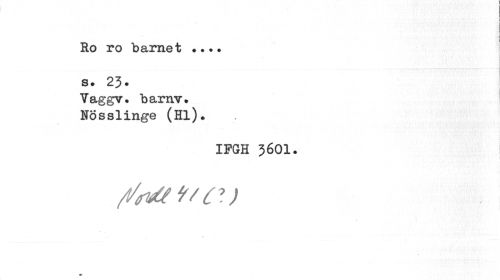 Ro ro barnet ....
s. 23.
Vaggv. barnv.
Nösslinge (Hl).
IFGH 3601.
Nordl 41 (?)